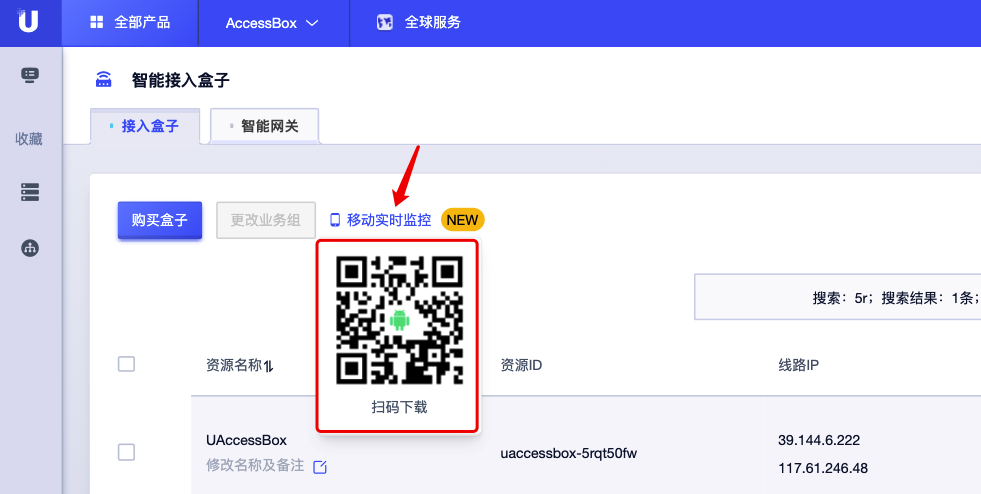 全部产品
AccessBox
全球服务
智能接入盒子
收藏
接入盒子
智能网关
购买盒子
更改业务组
移动实时监控
NEW
搜索：5r；搜索结果：1条；
扫码下载
资源名称
资源ID
线路IP
UAccessBox
修改名称及备注
uaccessbox-5rqt50fw
39.144.6.222
117.61.246.48